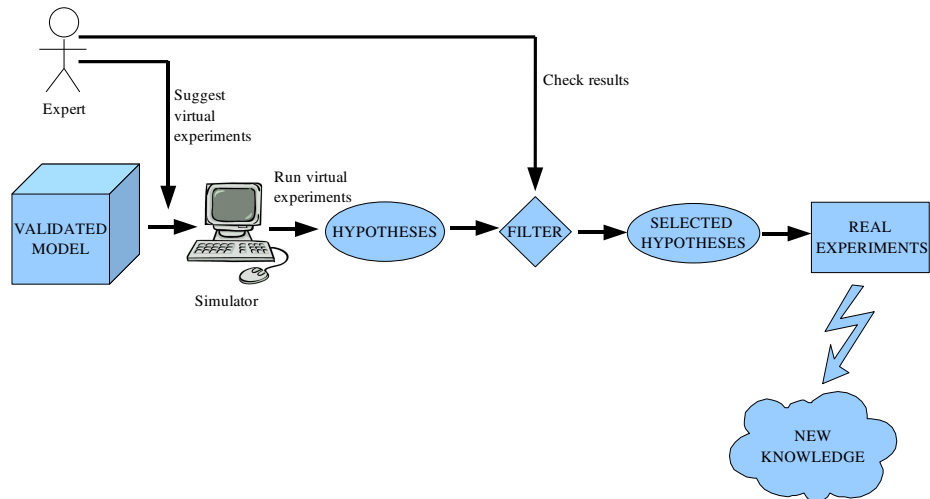 Expert
Suggest
virtual
experiments
Check results
VALIDATED
MODEL
Simulator
Run virtual
experiments
HYPOTHESES
FILTER
SELECTED
HYPOTHESES
REAL
EXPERIMENTS
NEW
KNOWLEDGE